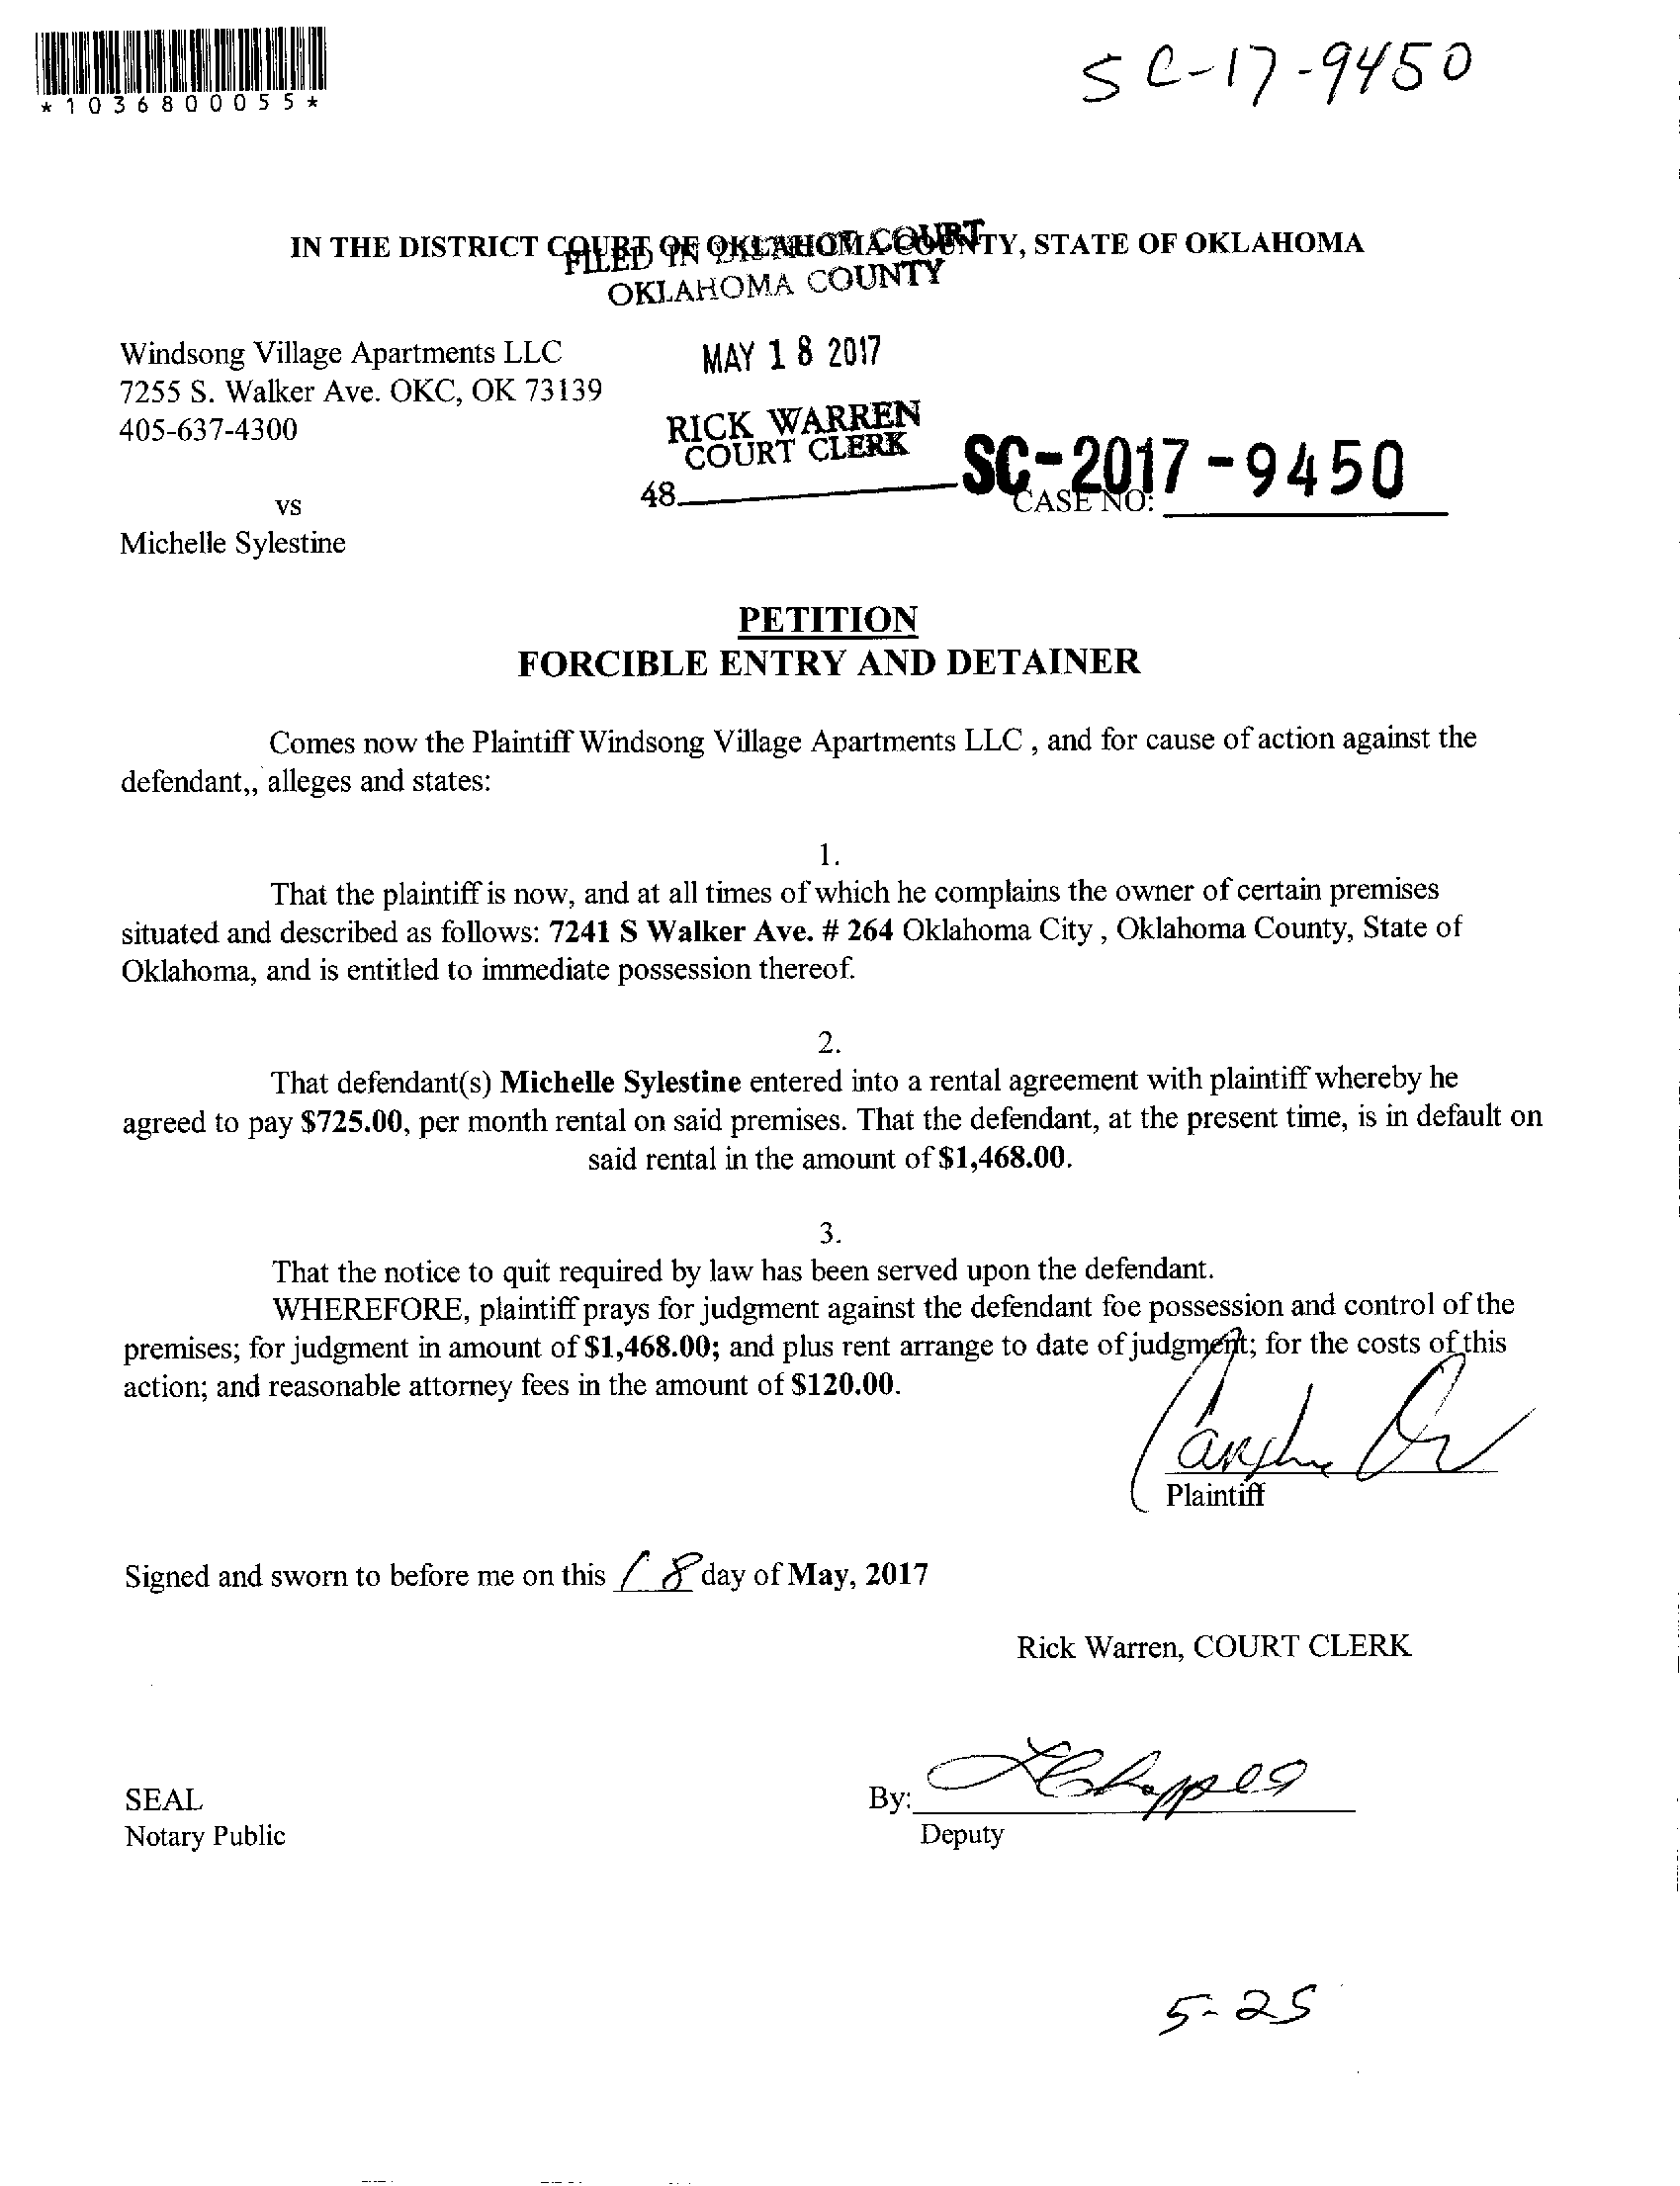 *1036800055*
SC-17-9450
IN THE DISTRICT COURT OF OKLAHOMA COUNTY, STATE OF OKLAHOMA
FILED IN DISTRICT COURT
OKLAHOMA COUNTY
Windsong Village Apartments LLC
MAY 18 2017
7255 S. Walker Ave. OKC, OK 73139
405-637-4300
RICK WARREN
COURT CLERK
SC-2017-9450
48
CASE NO:
vs
Michelle Sylestine
PETITION
FORCIBLE ENTRY AND DETAINER
Comes now the Plaintiff Windsong Village Apartments LLC , and for cause of action against the
defendant,, alleges and states:
1.
That the plaintiff is now, and at all times of which he complains the owner of certain premises
situated and described as follows: 7241 S Walker Ave. # 264 Oklahoma City , Oklahoma County, State of
Oklahoma, and is entitled to immediate possession thereof.
2.
That defendant(s) Michelle Sylestine entered into a rental agreement with plaintiff whereby he
agreed to pay $725.00, per month rental on said premises. That the defendant, at the present time, is in default on
said rental in the amount of $1,468.00.
3.
That the notice to quit required by law has been served upon the defendant.
WHEREFORE, plaintiff prays for judgment against the defendant foe possession and control of the
premises; for judgment in amount of $1,468.00; and plus rent arrange to date of judgment; for the costs of this
action; and reasonable attorney fees in the amount of $120.00.
Plaintiff
Signed and sworn to before me on this 18 day of May, 2017
Rick Warren, COURT CLERK
SEAL
By:
Notary Public
Deputy
5-25